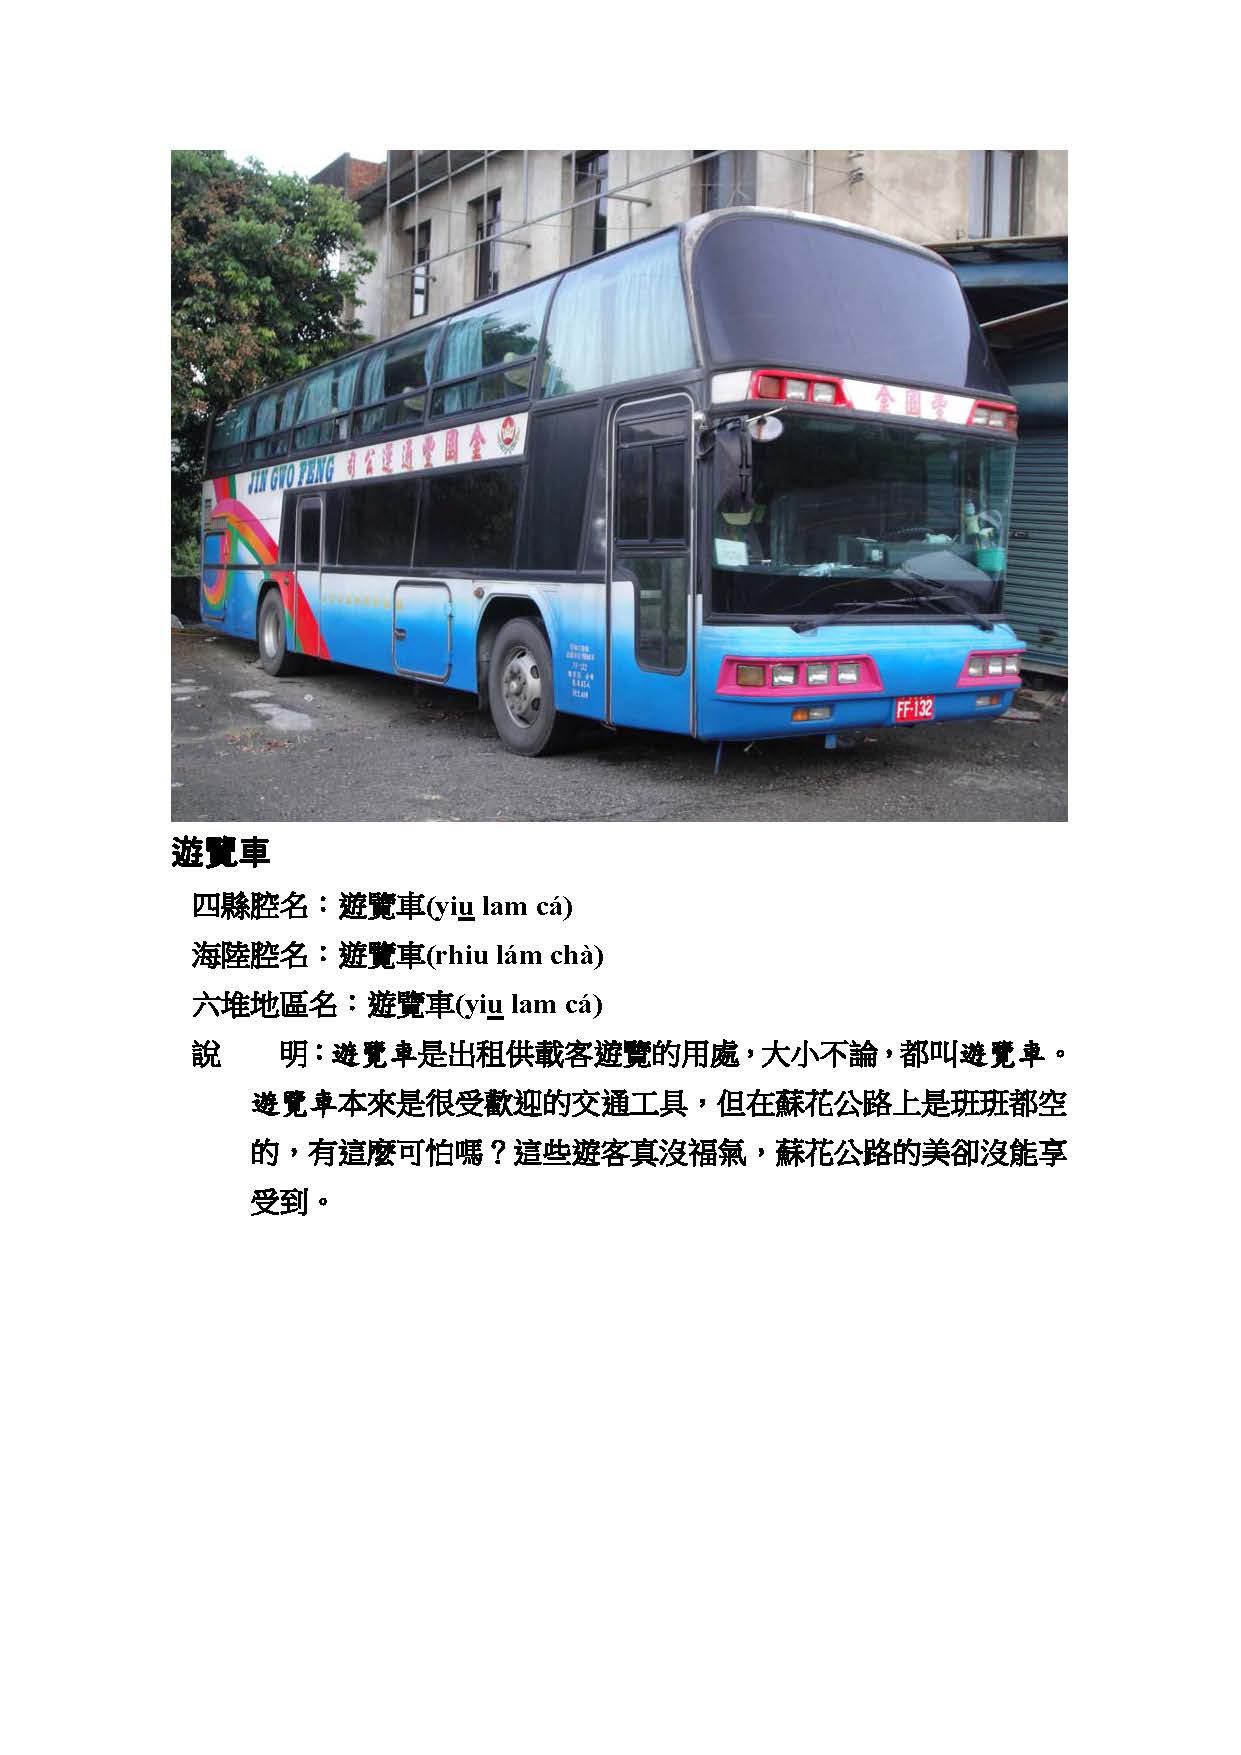 金國豐
JIN GWO FENG 司公運通豐國金
FF-132
遊覽車
四縣腔名：遊覽車(yiu lam cá)
海陸腔名：遊覽車(rhiu lám chà)
六堆地區名：遊覽車(yiu lam cá)
說　　明：遊覽車是出租供載客遊覽的用處，大小不論，都叫遊覽車。
遊覽車本來是很受歡迎的交通工具，但在蘇花公路上是班班都空
的，有這麼可怕嗎？這些遊客真沒福氣，蘇花公路的美卻沒能享
受到。